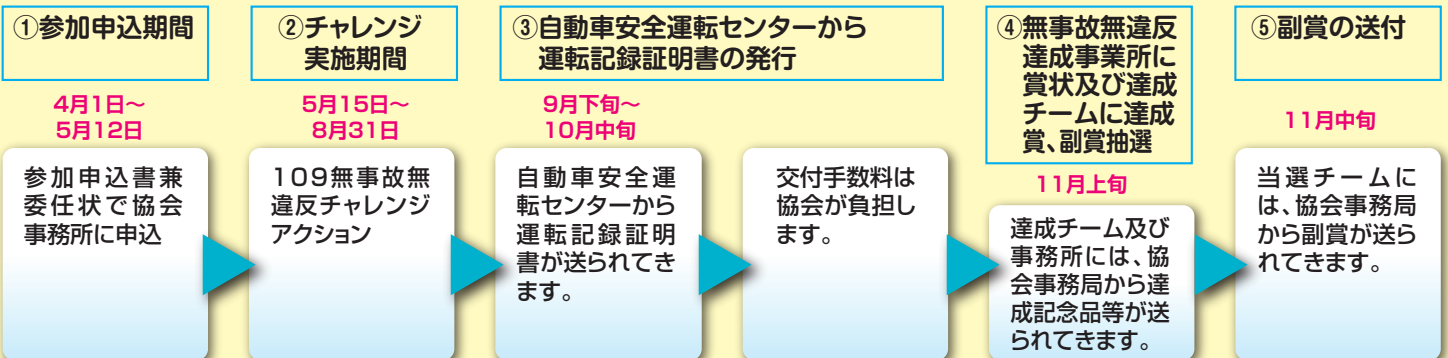 ①参加申込期間
4月1日～
5月12日
参加申込書兼
委任状で協会
事務所に申込
②チャレンジ
実施期間
5月15日～
8月31日
109無事故無
違反チャレンジ
アクション
③自動車安全運転センターから
運転記録証明書の発行
9月下旬～
10月中旬
自動車安全運
転センターから
運転記録証明
書が送られてき
ます。
交付手数料は
協会が負担し
ます。
④無事故無違反
達成事業所に
賞状及び達成
チームに達成
賞、副賞抽選
11月上旬
達成チーム及び
事務所には、協
会事務局から達
成記念品等が送
られてきます。
⑤副賞の送付
11月中旬
当選チームに
は、協会事務局
から副賞が送ら
れてきます。